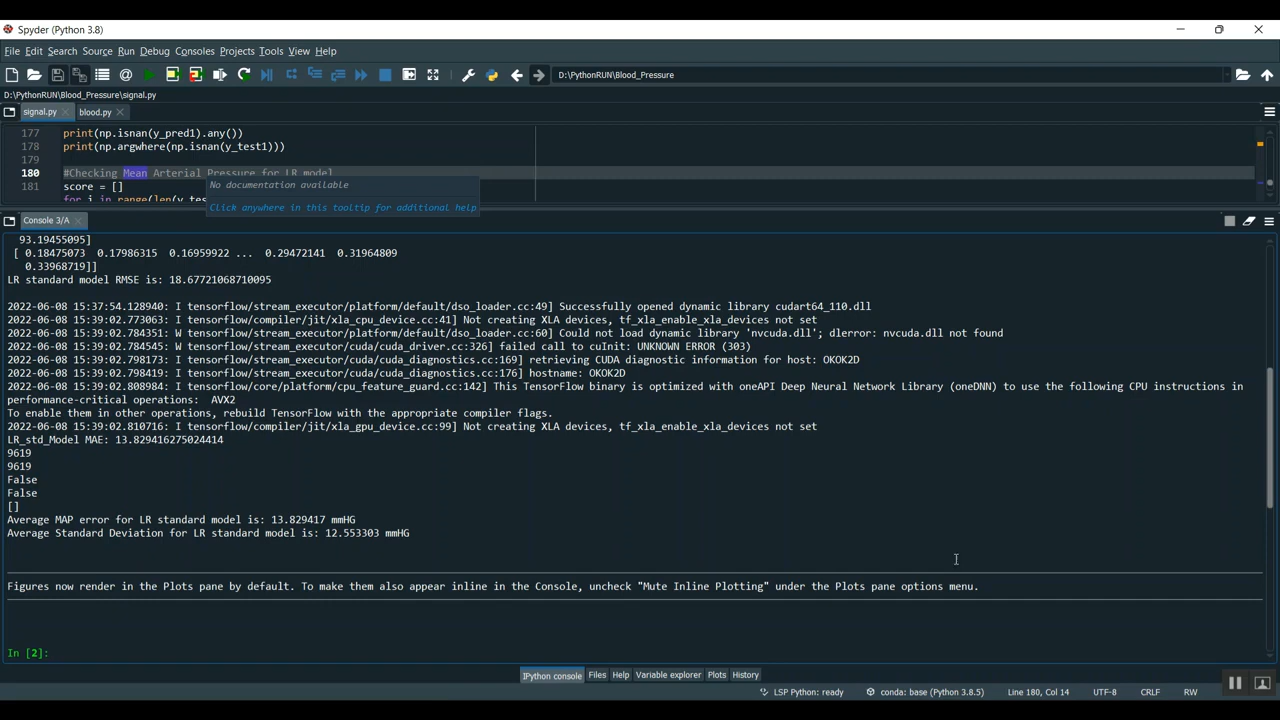 Spyder (Python 3.8)
File Edit Search Source Run Debug Consoles Projects Tools View Help
D:\PythonRUN\Blood_Pressure
D:\PythonRUN\Blood_Pressure\signal.py
signal.py blood.py
177 print(np.isnan(y_pred1).any())
178 print(np.argwhere(np.isnan(y_test1)))
179
180 #Checking Mean Arterial Pressure for LR model
181 score = []
No documentation available
for i in range(len(y_tes
Click anywhere in this tooltip for additional help
Console 3/A
93.19455095]
[ 0.18475073 0.17986315 0.16959922 ... 0.29472141 0.31964809
0.33968719]]
LR standard model RMSE is: 18.67721068710095
2022-06-08 15:37:54.128940: I tensorflow/stream_executor/platform/default/dso_loader.cc:49] Successfully opened dynamic library cudart64_110.dll
2022-06-08 15:39:02.773063: I tensorflow/compiler/jit/xla_cpu_device.cc:41] Not creating XLA devices, tf_xla_enable_xla_devices not set
2022-06-08 15:39:02.784351: W tensorflow/stream_executor/platform/default/dso_loader.cc:60] Could not load dynamic library 'nvcuda.dll'; dlerror: nvcuda.dll not found
2022-06-08 15:39:02.784545: W tensorflow/stream_executor/cuda/cuda_driver.cc:326] failed call to cuInit: UNKNOWN ERROR (303)
2022-06-08 15:39:02.798173: I tensorflow/stream_executor/cuda/cuda_diagnostics.cc:169] retrieving CUDA diagnostic information for host: OKOK2D
2022-06-08 15:39:02.798419: I tensorflow/stream_executor/cuda/cuda_diagnostics.cc:176] hostname: OKOK2D
2022-06-08 15:39:02.808984: I tensorflow/core/platform/cpu_feature_guard.cc:142] This TensorFlow binary is optimized with oneAPI Deep Neural Network Library (oneDNN) to use the following CPU instructions in
performance-critical operations: AVX2
To enable them in other operations, rebuild TensorFlow with the appropriate compiler flags.
2022-06-08 15:39:02.810716: I tensorflow/compiler/jit/xla_gpu_device.cc:99] Not creating XLA devices, tf_xla_enable_xla_devices not set
LR_std_Model MAE: 13.829416275024414
9619
9619
False
False
[]
Average MAP error for LR standard model is: 13.829417 mmHG
Average Standard Deviation for LR standard model is: 12.553303 mmHG
Figures now render in the Plots pane by default. To make them also appear inline in the Console, uncheck "Mute Inline Plotting" under the Plots pane options menu.
In [2]:
IPython console Files Help Variable explorer Plots History
LSP Python: ready conda: base (Python 3.8.5) Line 180, Col 14 UTF-8 CRLF RW